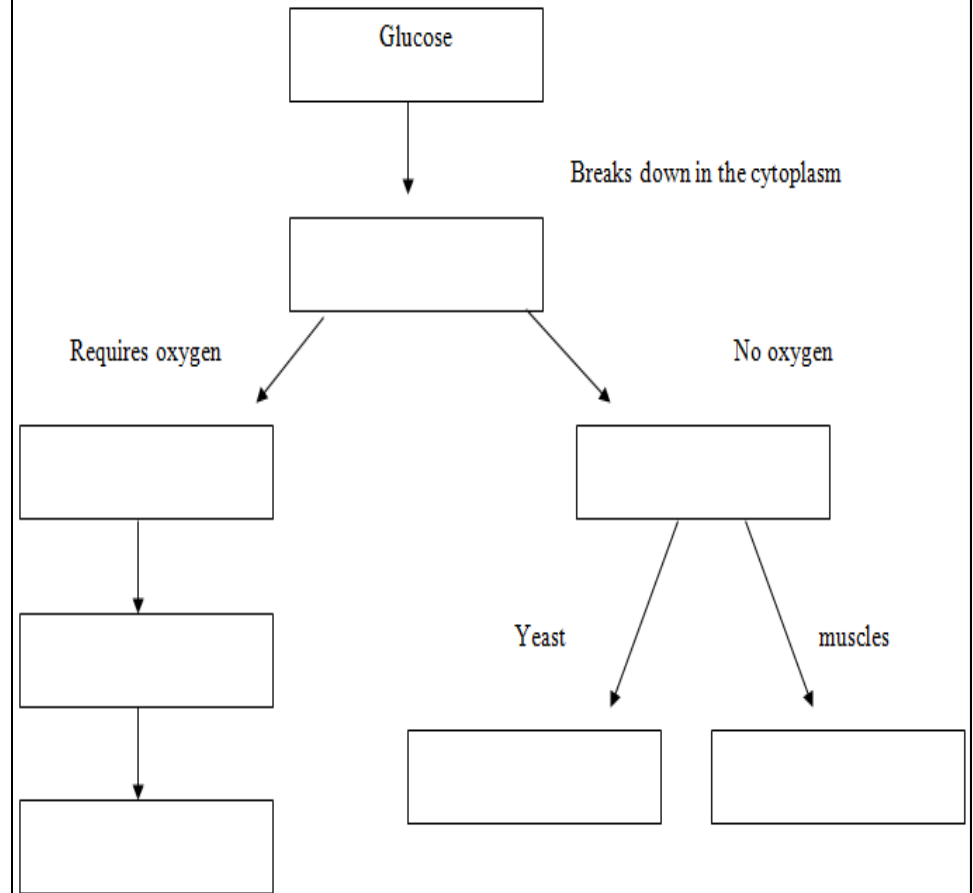 Glucose
Breaks down in the cytoplasm
Requires oxygen
No oxygen
Yeast
muscles